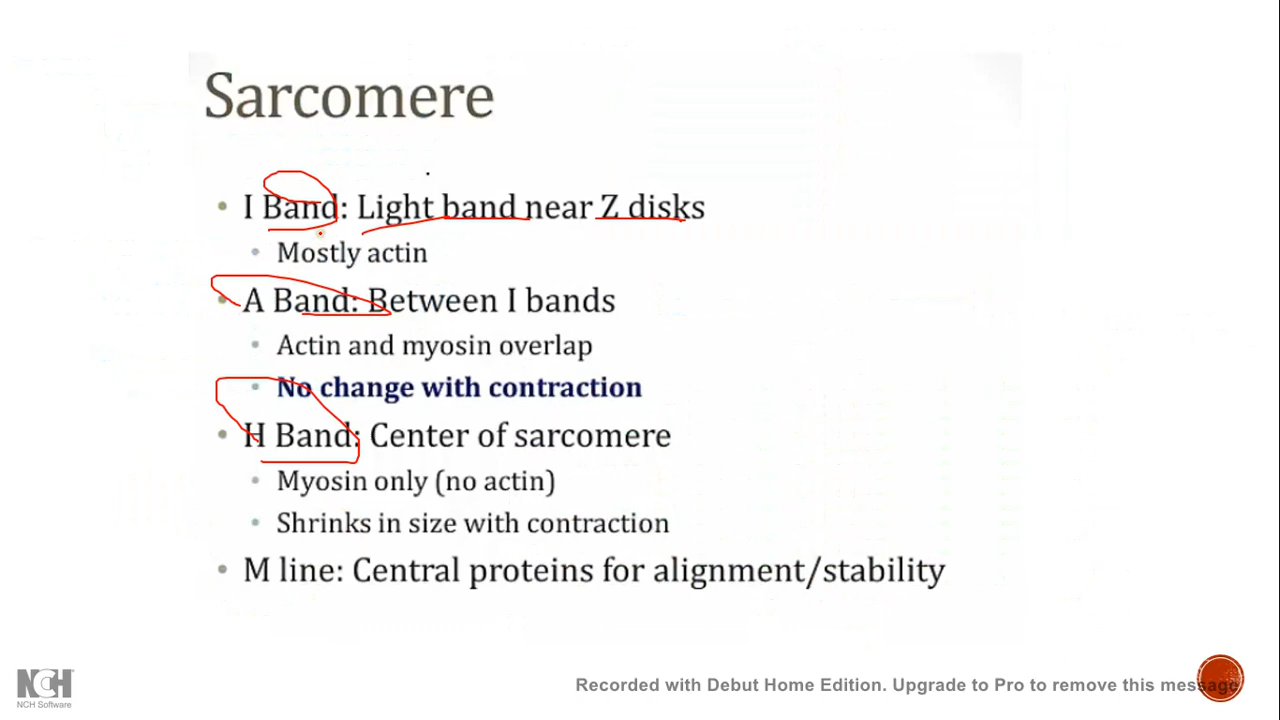 Sarcomere
• I Band: Light band near Z disks
• Mostly actin
• A Band: Between I bands
• Actin and myosin overlap
• No change with contraction
• H Band: Center of sarcomere
• Myosin only (no actin)
• Shrinks in size with contraction
• M line: Central proteins for alignment/stability
NCH
NCH Software
Recorded with Debut Home Edition. Upgrade to Pro to remove this message